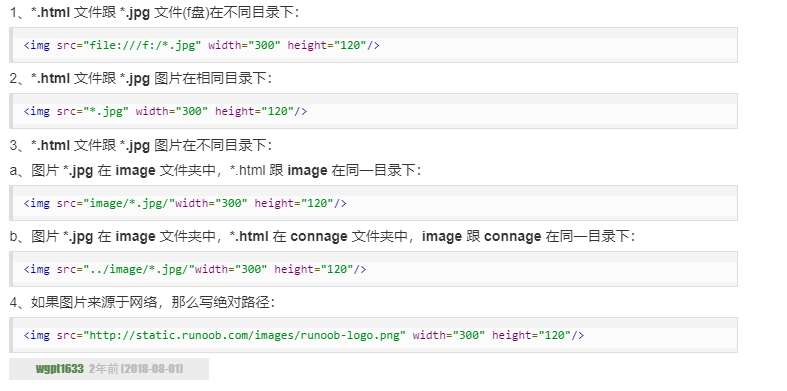 1、*.html 文件跟 *.jpg 文件(f盘)在不同目录下：
<img src="file:///f:/*.jpg" width="300" height="120"/>
2、*.html 文件跟 *.jpg 图片在相同目录下：
<img src="*.jpg" width="300" height="120"/>
3、*.html 文件跟 *.jpg 图片在不同目录下：
a、图片 *.jpg 在 image 文件夹中，*.html 跟 image 在同一目录下：
<img src="image/*.jpg/"width="300" height="120"/>
b、图片 *.jpg 在 image 文件夹中，*.html 在 connage 文件夹中，image 跟 connage 在同一目录下：
<img src="../image/*.jpg/"width="300" height="120"/>
4、如果图片来源于网络，那么写绝对路径：
<img src="http://static.runoob.com/images/runoob-logo.png" width="300" height="120"/>
wgpt1633 2年前 (2018-08-01)